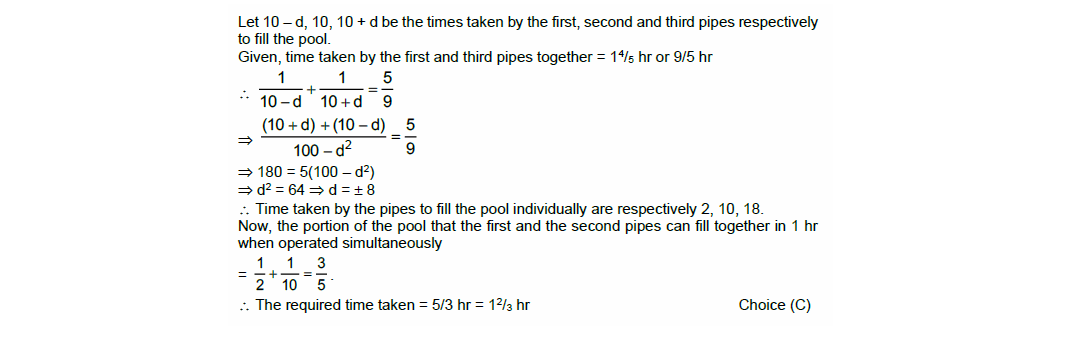 Let 10 – d, 10, 10 + d be the times taken by the first, second and third pipes respectively
to fill the pool.
Given, time taken by the first and third pipes together = 1⁴/₅ hr or 9/5 hr
∴ 1/(10 – d) + 1/(10 + d) = 5/9
⇒ ((10 + d) + (10 – d))/(100 – d²) = 5/9
⇒ 180 = 5(100 – d²)
⇒ d² = 64 ⇒ d = ± 8
∴ Time taken by the pipes to fill the pool individually are respectively 2, 10, 18.
Now, the portion of the pool that the first and the second pipes can fill together in 1 hr
when operated simultaneously
= 1/2 + 1/10 = 3/5.
∴ The required time taken = 5/3 hr = 1²/₃ hr Choice (C)